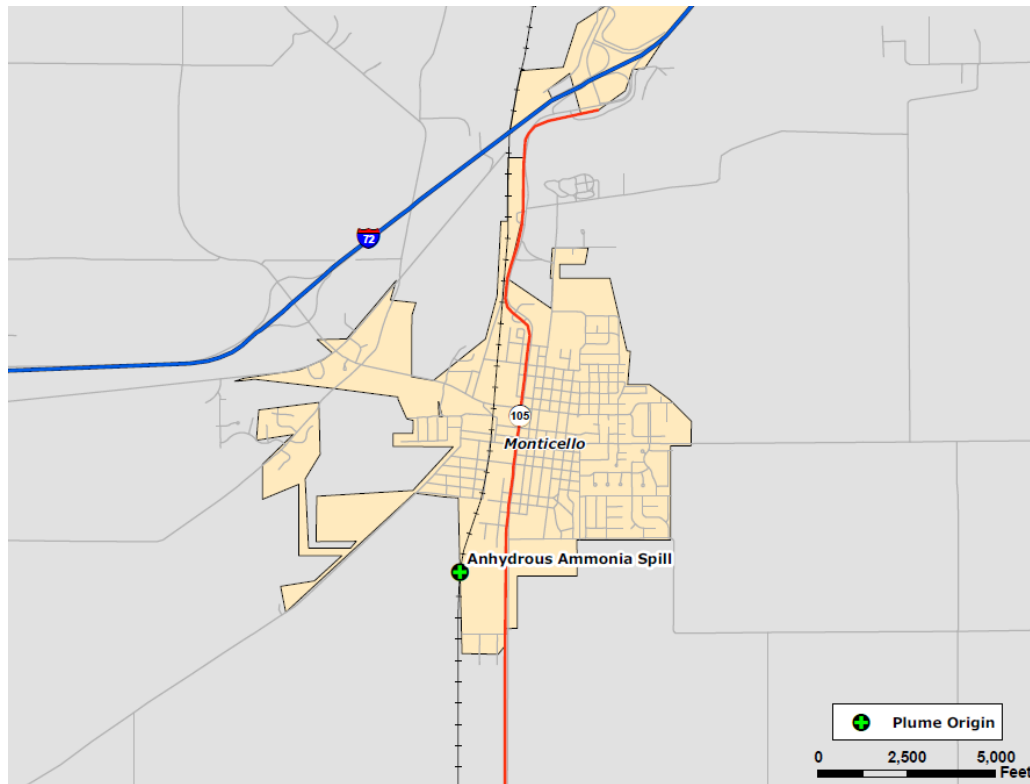 72
105
Monticello
Anhydrous Ammonia Spill
Plume Origin
0 2,500 5,000
Feet